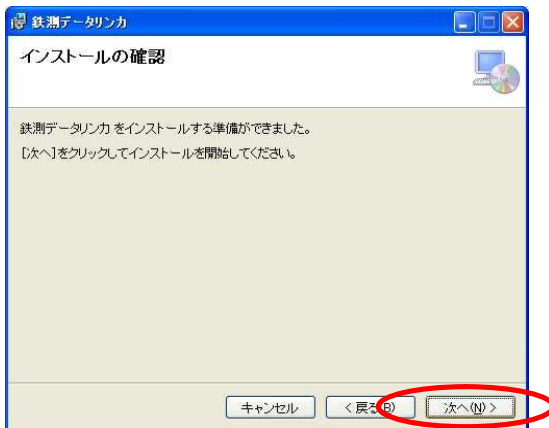 鉄測データリンカ
インストールの確認
鉄測データリンカ をインストールする準備ができました。
[次へ]をクリックしてインストールを開始してください。
キャンセル
< 戻る(B)
次へ(N) >